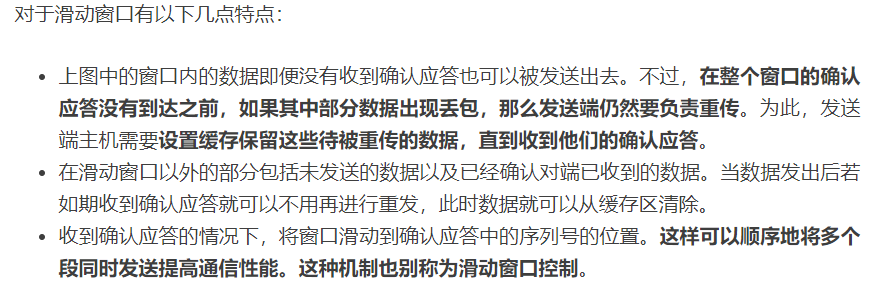 对于滑动窗口有以下几点特点：
• 上图中的窗口内的数据即便没有收到确认应答也可以被发送出去。不过，在整个窗口的确认
应答没有到达之前，如果其中部分数据出现丢包，那么发送端仍然要负责重传。为此，发送
端主机需要设置缓存保留这些待被重传的数据，直到收到他们的确认应答。
• 在滑动窗口以外的部分包括未发送的数据以及已经确认对端已收到的数据。当数据发出后若
如期收到确认应答就可以不用再进行重发，此时数据就可以从缓存区清除。
• 收到确认应答的情况下，将窗口滑动到确认应答中的序列号的位置。这样可以顺序地将多个
段同时发送提高通信性能。这种机制也别称为滑动窗口控制。